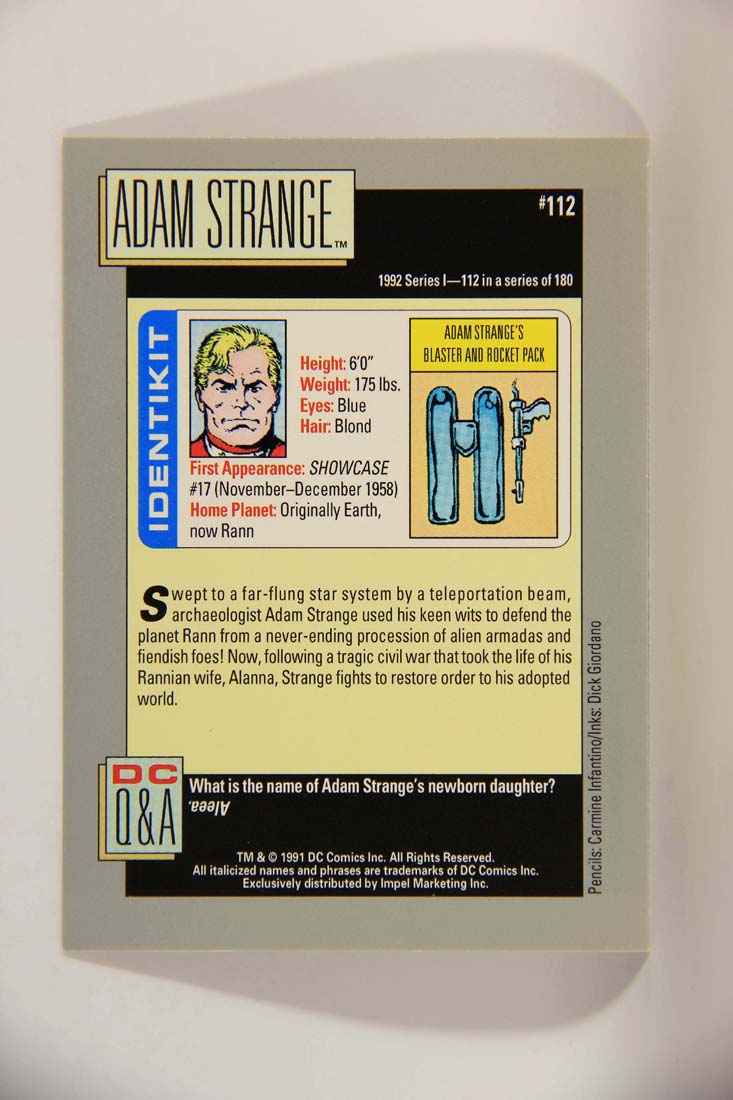 ADAM STRANGE™
#112
1992 Series I—112 in a series of 180
IDENTIKIT
Height: 6'0"
Weight: 175 lbs.
Eyes: Blue
Hair: Blond
First Appearance: SHOWCASE
#17 (November–December 1958)
Home Planet: Originally Earth,
now Rann
ADAM STRANGE'S
BLASTER AND ROCKET PACK
Swept to a far-flung star system by a teleportation beam,
archaeologist Adam Strange used his keen wits to defend the
planet Rann from a never-ending procession of alien armadas and
fiendish foes! Now, following a tragic civil war that took the life of his
Rannian wife, Alanna, Strange fights to restore order to his adopted
world.
Pencils: Carmine Infantino/Inks: Dick Giordano
DC
Q&A
What is the name of Adam Strange's newborn daughter?
Aleea.
TM & © 1991 DC Comics Inc. All Rights Reserved.
All italicized names and phrases are trademarks of DC Comics Inc.
Exclusively distributed by Impel Marketing Inc.